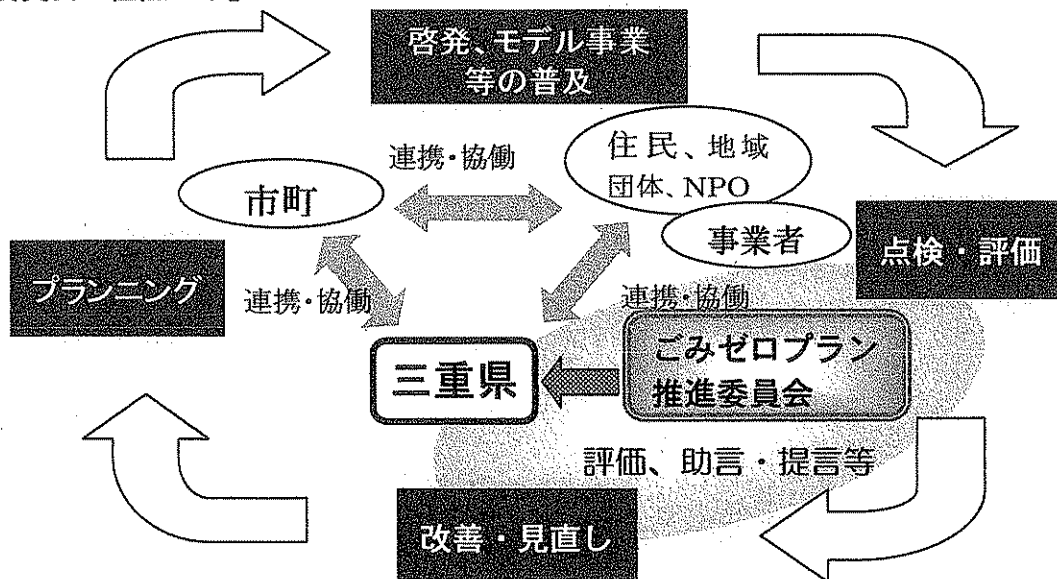 啓発、モデル事業
等の普及
連携・協働
住民、地域
団体、NPO
市町
事業者
点検・評価
プランニング
連携・協働
連携・協働
三重県
ごみゼロプラン
推進委員会
評価、助言・提言等
改善・見直し